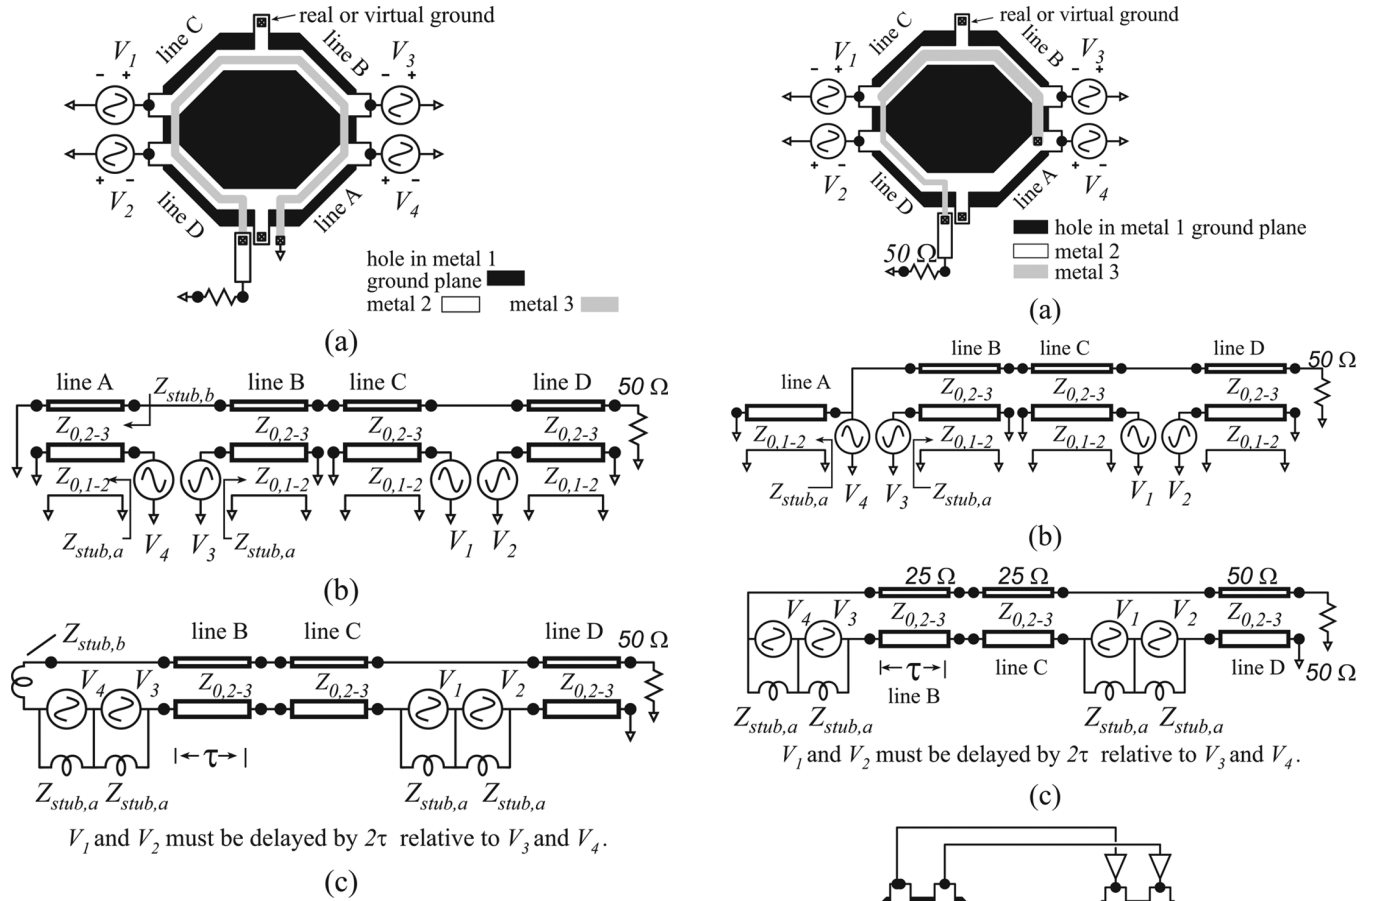 real or virtual ground
line C
line B
V1
V3
- +
- +
+ -
+ -
V2
V4
line D
line A
hole in metal 1
ground plane
metal 2 metal 3
(a)
line A Zstub,b line B line C line D 50 Ω
Z0,2-3 Z0,2-3 Z0,2-3 Z0,2-3
Z0,1-2 Z0,1-2 Z0,1-2 Z0,1-2
Zstub,a V4 V3 Zstub,a V1 V2
(b)
Zstub,b line B line C line D 50 Ω
V4 V3 Z0,2-3 Z0,2-3 V1 V2 Z0,2-3
|←τ→|
Zstub,a Zstub,a Zstub,a Zstub,a
V1 and V2 must be delayed by 2τ relative to V3 and V4.
(c)
real or virtual ground
line C
line B
V1
V3
- +
- +
+ -
+ -
V2
V4
line D
line A
hole in metal 1 ground plane
metal 2
metal 3
50 Ω
(a)
line B line C line D 50 Ω
line A Z0,2-3 Z0,2-3 Z0,2-3
Z0,1-2 Z0,1-2 Z0,1-2 Z0,1-2
Zstub,a V4 V3 Zstub,a V1 V2
(b)
25 Ω 25 Ω 50 Ω
V4 V3 Z0,2-3 Z0,2-3 V1 V2 Z0,2-3
|←τ→| line C line D 50 Ω
line B
Zstub,a Zstub,a Zstub,a Zstub,a
V1 and V2 must be delayed by 2τ relative to V3 and V4.
(c)